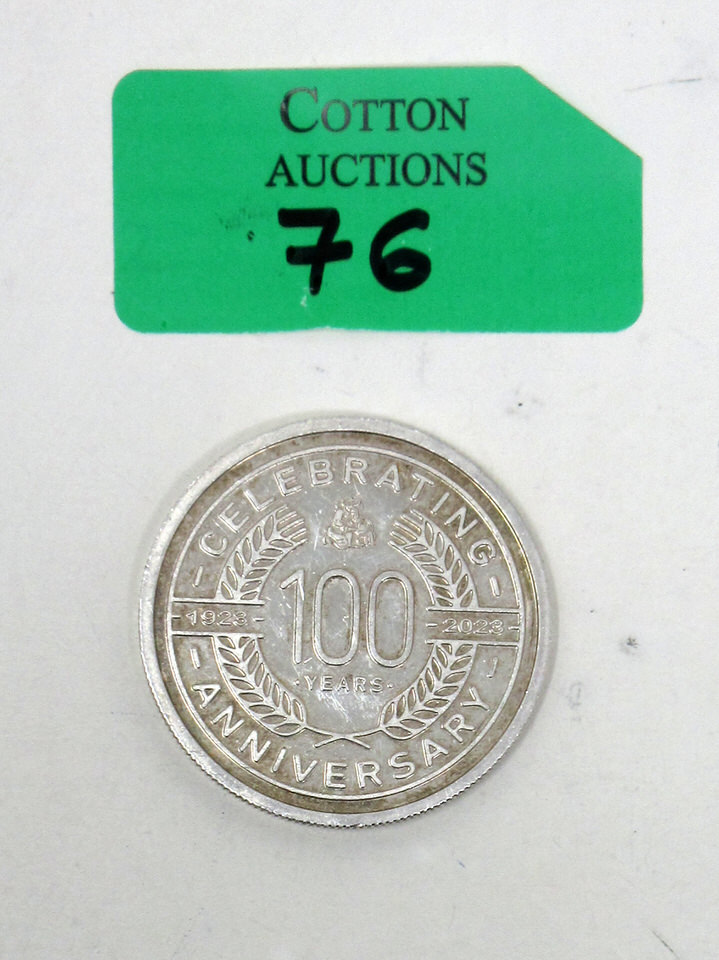 COTTON
AUCTIONS
76
CELEBRATING
100
1923
2023
YEARS
ANNIVERSARY